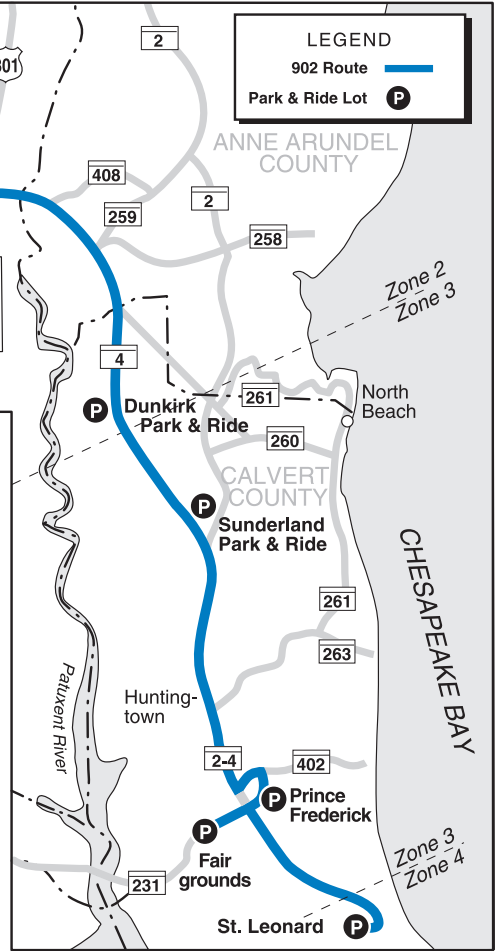 LEGEND
902 Route
Park & Ride Lot P
2
301
ANNE ARUNDEL
COUNTY
408
2
259
258
Zone 2
Zone 3
4
261
North
Beach
P Dunkirk
Park & Ride
260
CALVERT
COUNTY
P
Sunderland
Park & Ride
CHESAPEAKE BAY
261
263
Patuxent River
Hunting-
town
2-4
402
P Prince
Frederick
P
Fair
grounds
Zone 3
Zone 4
231
St. Leonard P